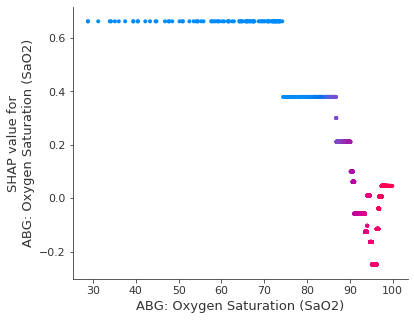 SHAP value for
ABG: Oxygen Saturation (SaO2)
0.6
0.4
0.2
0.0
−0.2
30 40 50 60 70 80 90 100
ABG: Oxygen Saturation (SaO2)